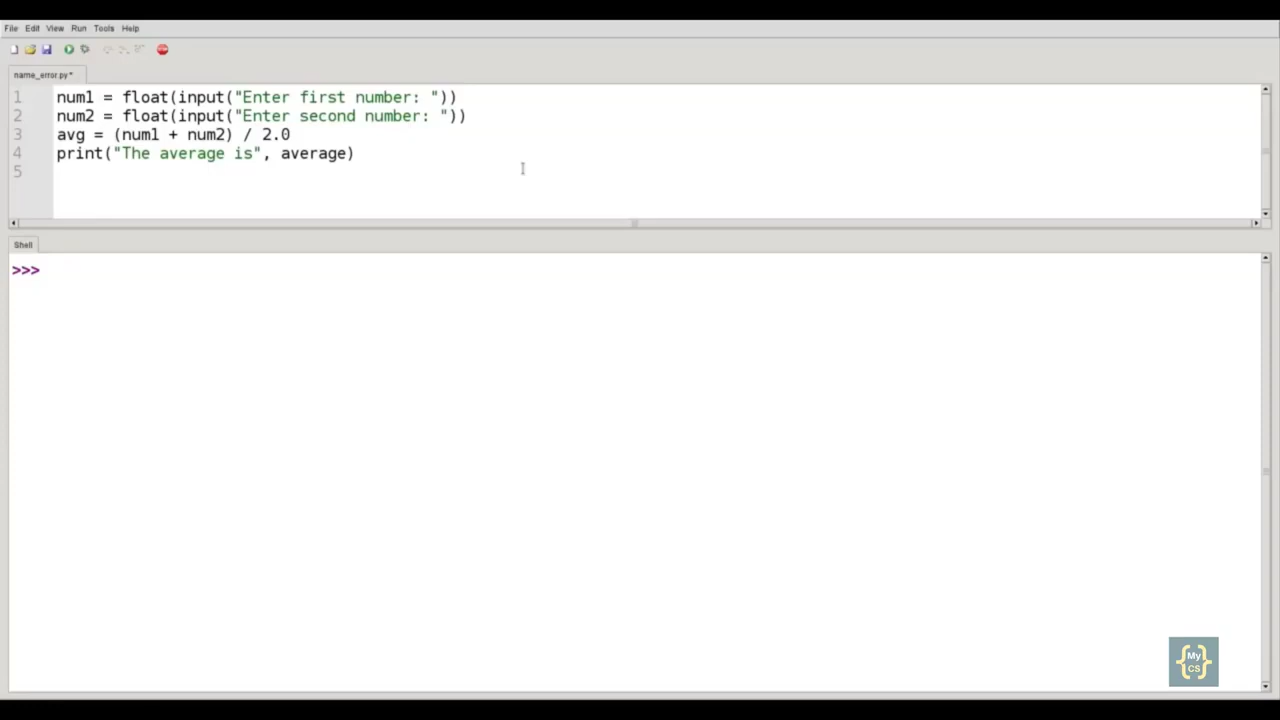 File Edit View Run Tools Help
name_error.py*
1 num1 = float(input("Enter first number: "))
2 num2 = float(input("Enter second number: "))
3 avg = (num1 + num2) / 2.0
4 print("The average is", average)
5
Shell
>>>
{My}
CS